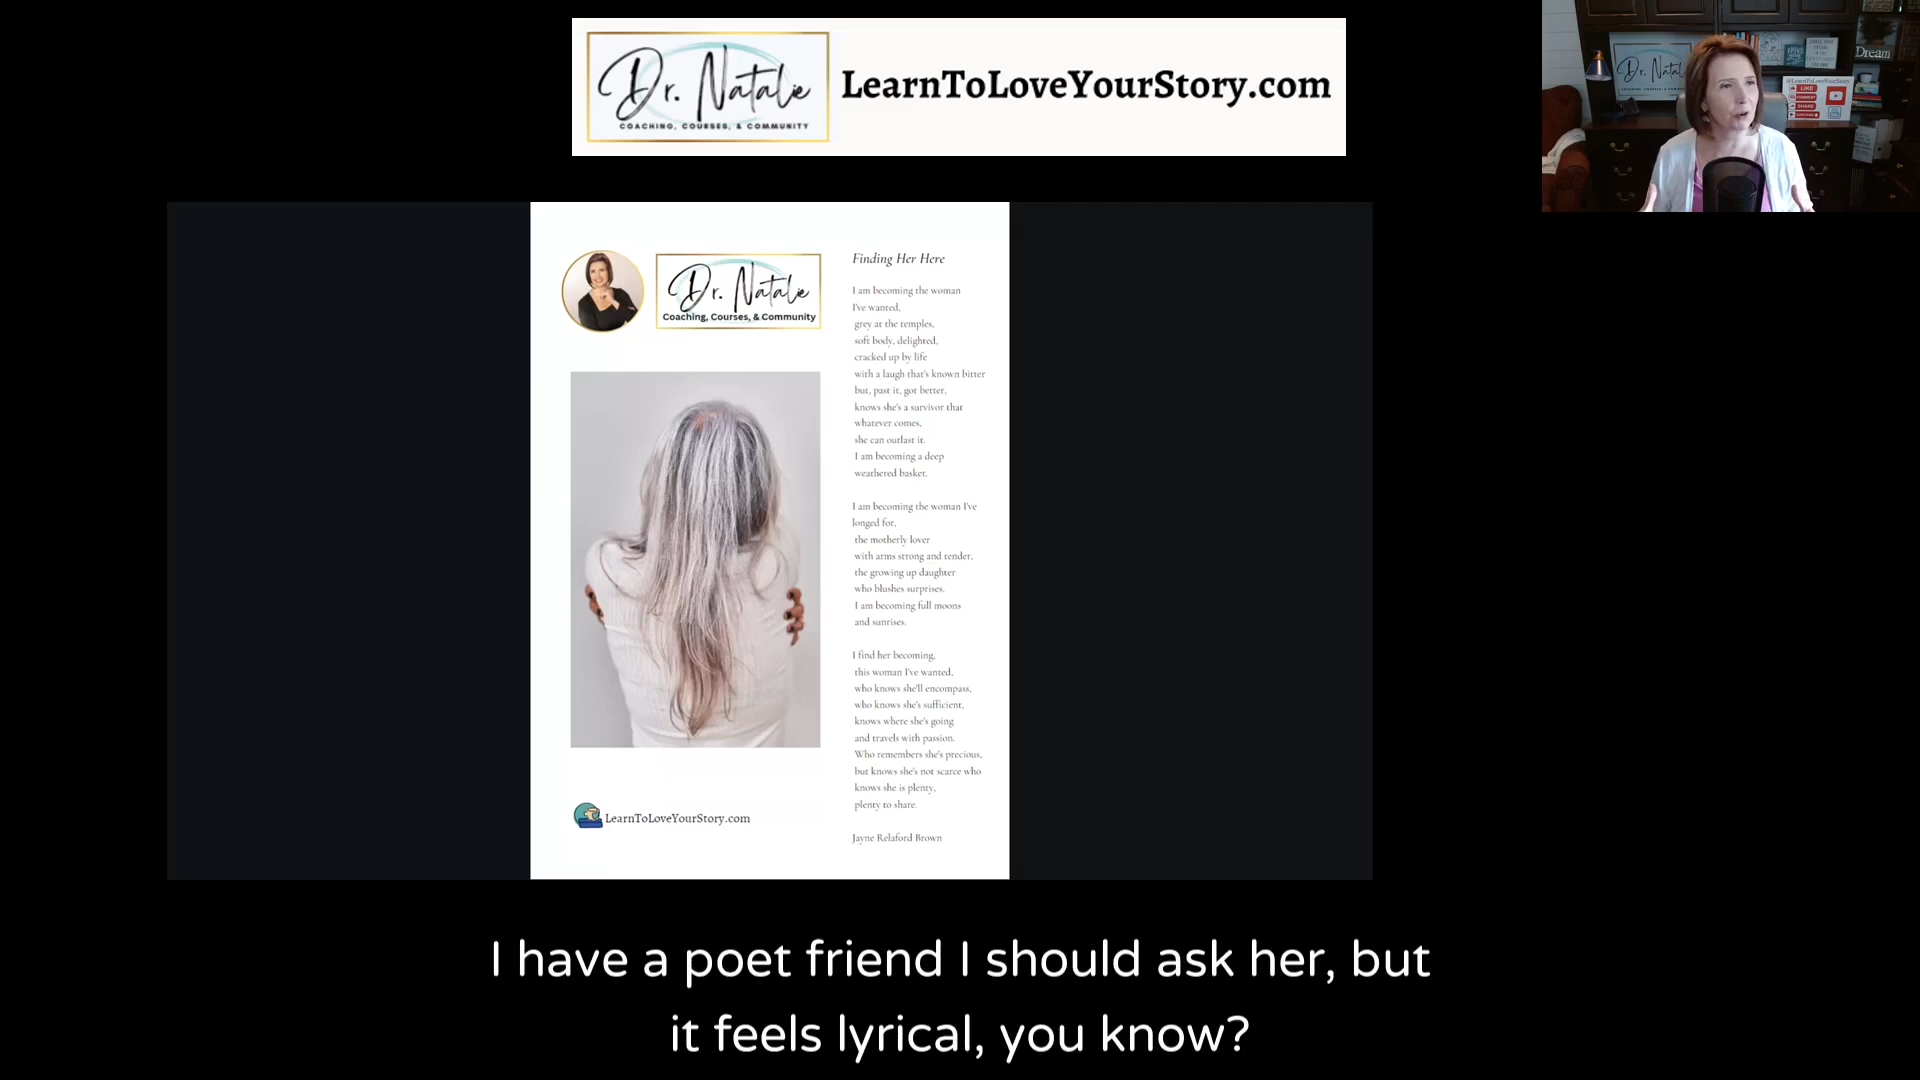 Dr. Natalie
COACHING, COURSES, & COMMUNITY
LearnToLoveYourStory.com
Dr. Natal
Dream
@LearnToLoveYourStory
LIKE
SHARE
Dr. Natalie
Coaching, Courses, & Community
Finding Her Here
I am becoming the woman
I've wanted,
grey at the temples,
soft body, delighted,
cracked up by life
with a laugh that's known bitter
but, past it, got better,
knows she's a survivor that
whatever comes,
she can outlast it.
I am becoming a deep
weathered basket.
I am becoming the woman I've
longed for,
the motherly lover
with arms strong and tender,
the growing up daughter
who blushes surprises.
I am becoming full moons
and sunrises.
I find her becoming,
this woman I've wanted,
who knows she'll encompass,
who knows she's sufficient,
knows where she's going
and travels with passion.
Who remembers she's precious,
but knows she's not scarce who
knows she is plenty,
plenty to share.
Jayne Relaford Brown
LearnToLoveYourStory.com
I have a poet friend I should ask her, but
it feels lyrical, you know?